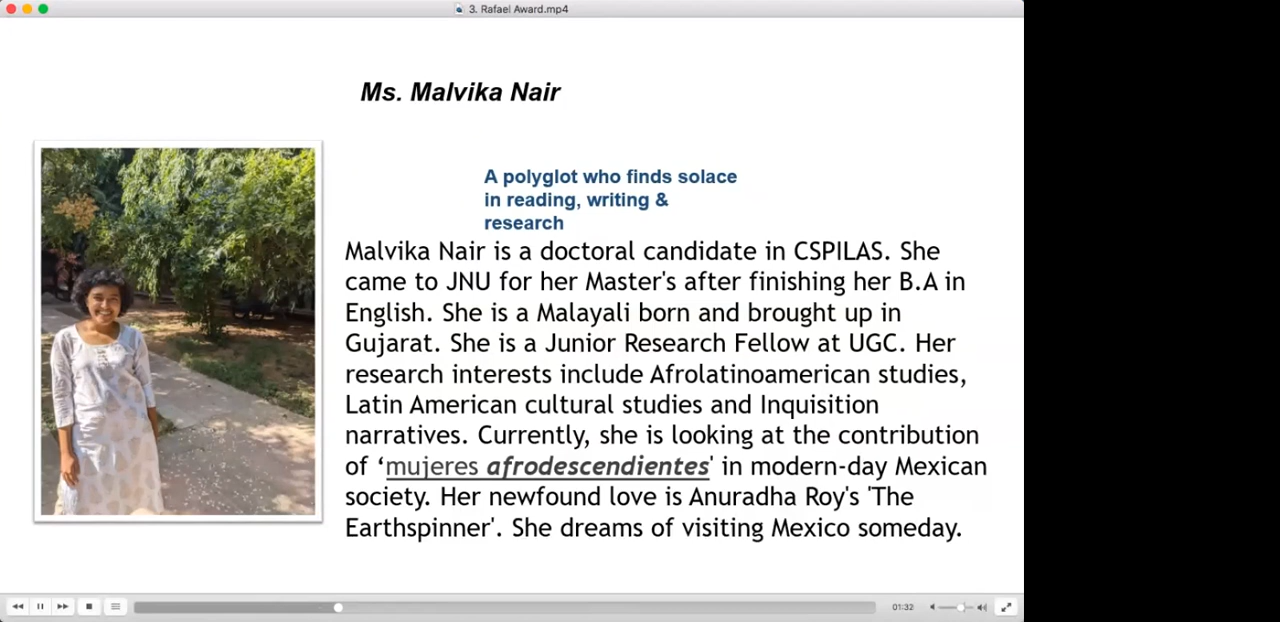 3. Rafael Award.mp4
Ms. Malvika Nair
A polyglot who finds solace
in reading, writing &
research
Malvika Nair is a doctoral candidate in CSPILAS. She
came to JNU for her Master's after finishing her B.A in
English. She is a Malayali born and brought up in
Gujarat. She is a Junior Research Fellow at UGC. Her
research interests include Afrolatinoamerican studies,
Latin American cultural studies and Inquisition
narratives. Currently, she is looking at the contribution
of ‘mujeres afrodescendientes' in modern-day Mexican
society. Her newfound love is Anuradha Roy's 'The
Earthspinner'. She dreams of visiting Mexico someday.
01:32